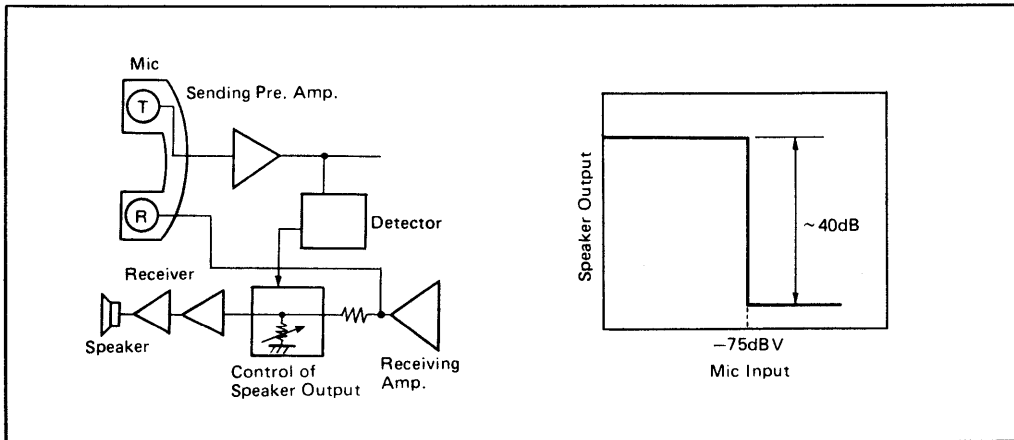 Mic
Sending Pre. Amp.
T
R
Detector
Receiver
Speaker
Control of
Speaker Output
Receiving
Amp.
Speaker Output
~40dB
−75dBV
Mic Input